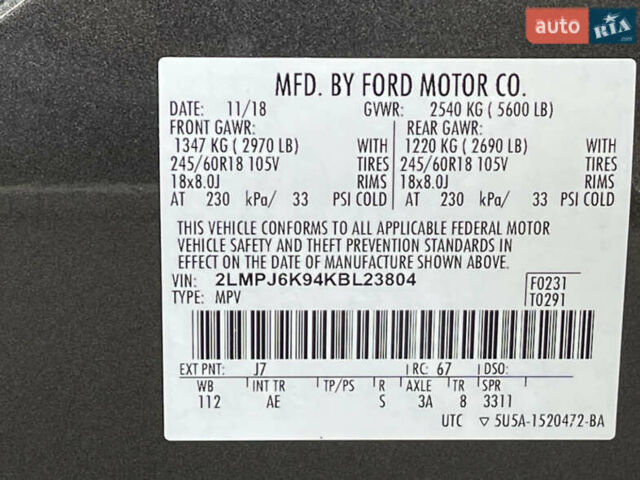 auto RIA
MFD. BY FORD MOTOR CO.
DATE: 11/18 GVWR: 2540 KG ( 5600 LB)
FRONT GAWR: REAR GAWR:
1347 KG ( 2970 LB) WITH 1220 KG ( 2690 LB) WITH
245/60R18 105V TIRES 245/60R18 105V TIRES
18x8.0J RIMS 18x8.0J RIMS
AT 230 kPa/ 33 PSI COLD AT 230 kPa/ 33 PSI COLD
THIS VEHICLE CONFORMS TO ALL APPLICABLE FEDERAL MOTOR
VEHICLE SAFETY AND THEFT PREVENTION STANDARDS IN
EFFECT ON THE DATE OF MANUFACTURE SHOWN ABOVE.
VIN: 2LMPJ6K94KBL23804 F0231
TYPE: MPV T0291
EXT PNT: J7 RC: 67 DSO:
WB INT TR TP/PS R AXLE TR SPR
112 AE S 3A 8 3311
UTC ▽ 5U5A-1520472-BA